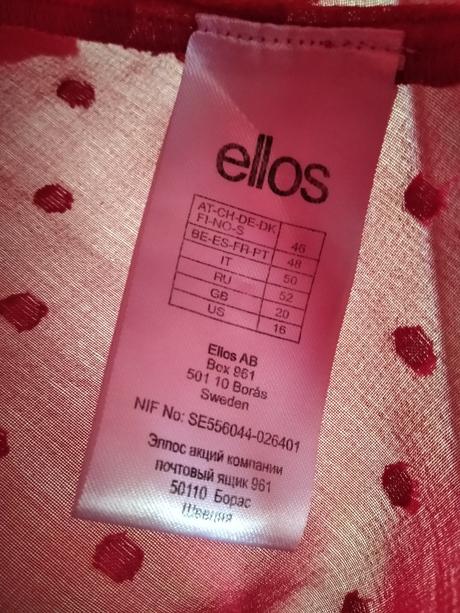 ellos
AT-CH-DE-DK
FI-NO-S 46
BE-ES-FR-PT 48
IT 50
RU 52
GB 20
US 16
Ellos AB
Box 961
501 10 Borås
Sweden
NIF No: SE556044-026401
Эллос акций компании
почтовый ящик 961
50110 Борас
Швеция